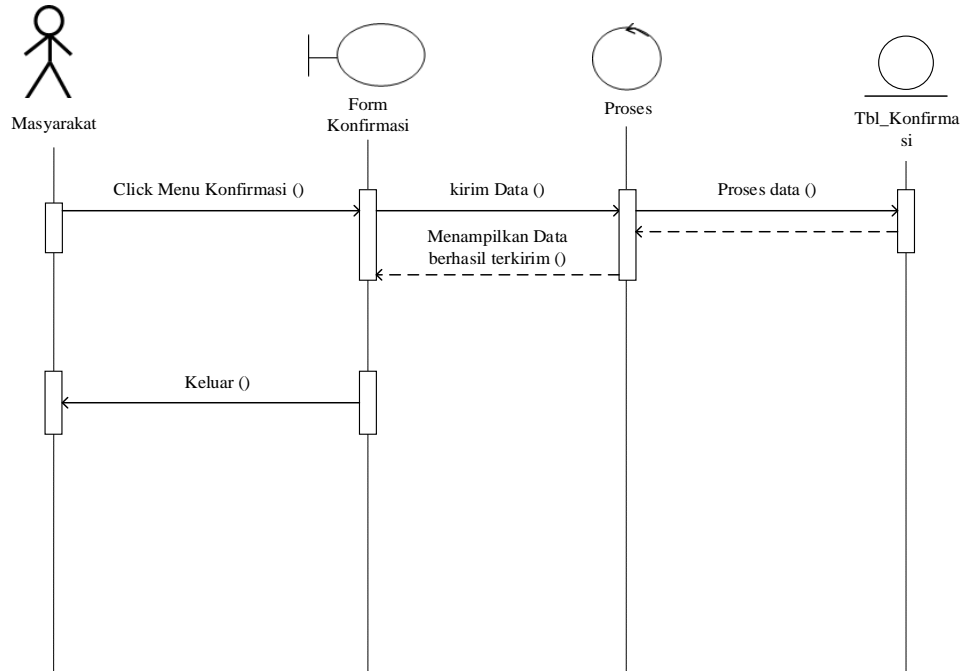 Masyarakat
Form
Konfirmasi
Proses
Tbl_Konfirma
si
Click Menu Konfirmasi ()
kirim Data ()
Proses data ()
Menampilkan Data
berhasil terkirim ()
Keluar ()